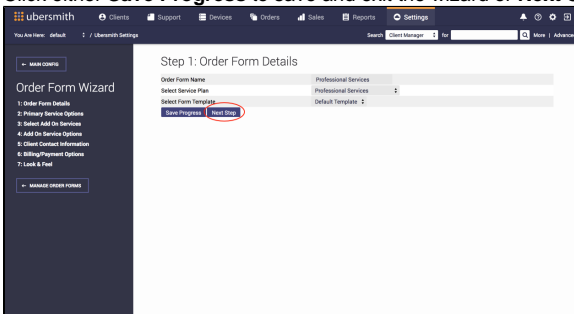 Click either Save Progress to save and exit the wizard or Next S
ubersmith Clients Support Devices Orders Sales Reports Settings
You Are Here: default / Ubersmith Settings Search Client Manager for More | Advanced
← MAIN CONFIG
Step 1: Order Form Details
Order Form Name Professional Services
Select Service Plan Professional Services
Select Form Template Default Template
Save Progress Next Step
Order Form Wizard
1: Order Form Details
2: Primary Service Options
3: Select Add On Services
4: Add On Service Options
5: Client Contact Information
6: Billing/Payment Options
7: Look & Feel
← MANAGE ORDER FORMS